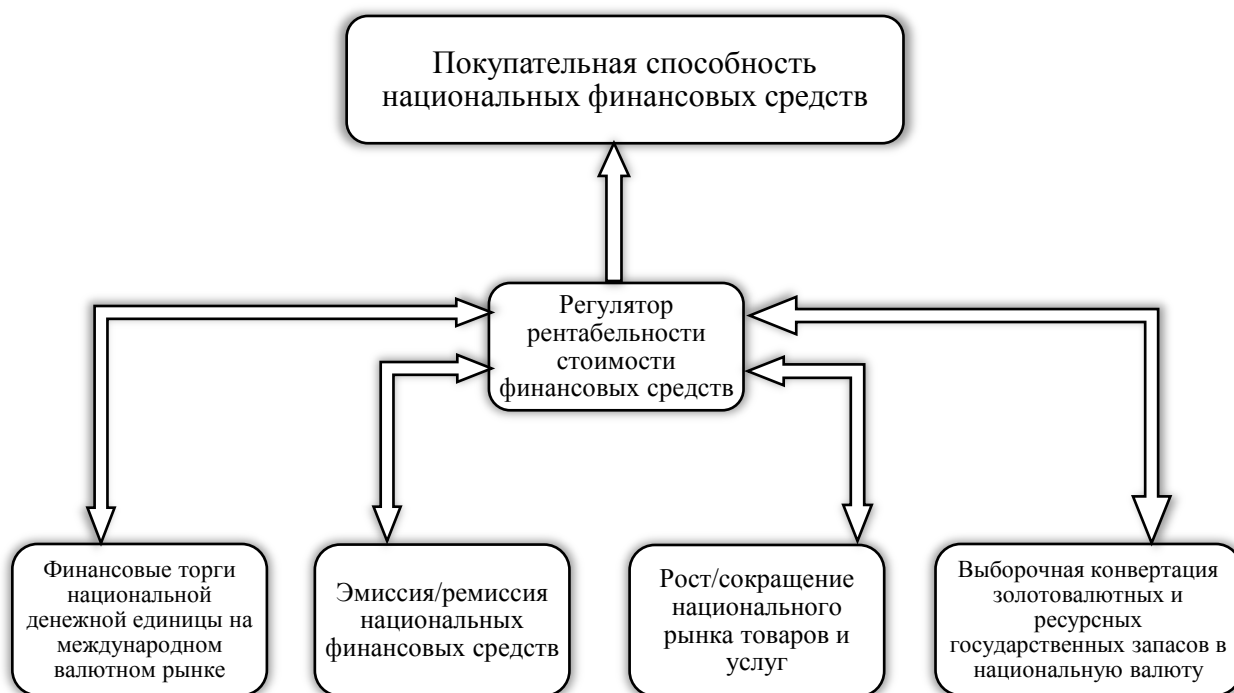 Покупательная способность
национальных финансовых средств
Регулятор
рентабельности
стоимости
финансовых средств
Финансовые торги
национальной
денежной единицы на
международном
валютном рынке
Эмиссия/ремиссия
национальных
финансовых средств
Рост/сокращение
национального
рынка товаров и
услуг
Выборочная конвертация
золотовалютных и
ресурсных
государственных запасов в
национальную валюту